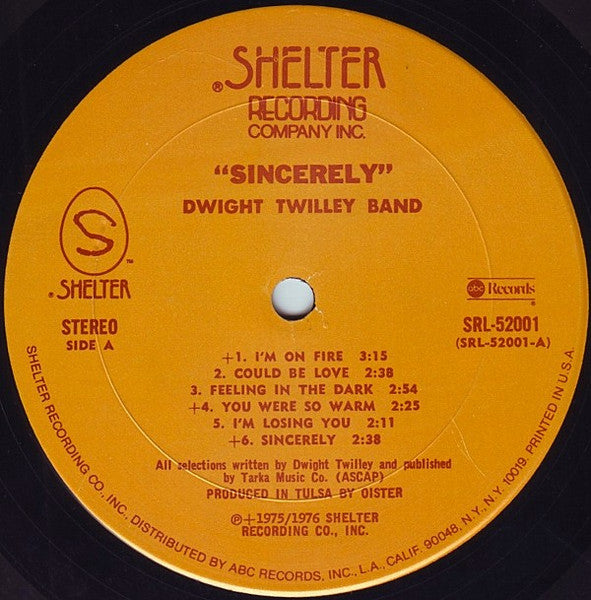 ® SHELTER
RECORDING
COMPANY INC.
"SINCERELY"
DWIGHT TWILLEY BAND
S
™
® SHELTER
abc Records
®
STEREO
SIDE A
SRL-52001
(SRL-52001-A)
+1. I'M ON FIRE 3:15
2. COULD BE LOVE 2:38
3. FEELING IN THE DARK 2:54
+4. YOU WERE SO WARM 2:25
5. I'M LOSING YOU 2:11
+6. SINCERELY 2:38
All selections written by Dwight Twilley and published
by Tarka Music Co. (ASCAP)
PRODUCED IN TULSA BY OISTER
℗+1975/1976 SHELTER
RECORDING CO., INC.
SHELTER RECORDING CO., INC., DISTRIBUTED BY ABC RECORDS, INC., L.A., CALIF. 90048, N.Y., N.Y. 10019. PRINTED IN U.S.A.